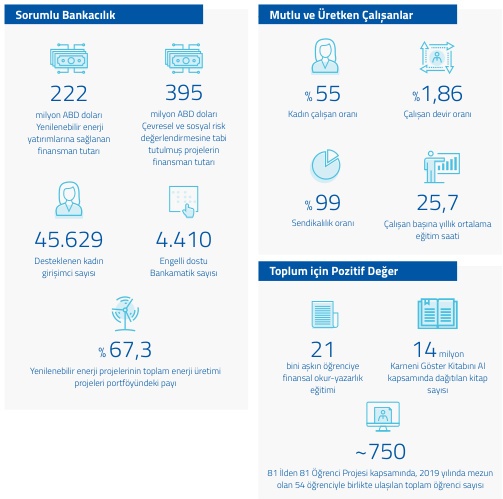 Sorumlu Bankacılık
222
milyon ABD doları
Yenilenebilir enerji
yatırımlarına sağlanan
finansman tutarı
395
milyon ABD doları
Çevresel ve sosyal risk
değerlendirmesine tabi
tutulmuş projelerin
finansman tutarı
45.629
Desteklenen kadın
girişimci sayısı
4.410
Engelli dostu
Bankamatik sayısı
% 67,3
Yenilenebilir enerji projelerinin toplam enerji üretimi
projeleri portföyündeki payı
Mutlu ve Üretken Çalışanlar
% 55
Kadın çalışan oranı
%1,86
Çalışan devir oranı
% 99
Sendikalılık oranı
25,7
Çalışan başına yıllık ortalama
eğitim saati
Toplum için Pozitif Değer
21
bini aşkın öğrenciye
finansal okur-yazarlık
eğitimi
14 milyon
Karneni Göster Kitabını Al
kapsamında dağıtılan kitap
sayısı
~750
81 İlden 81 Öğrenci Projesi kapsamında, 2019 yılında mezun
olan 54 öğrenciyle birlikte ulaşılan toplam öğrenci sayısı